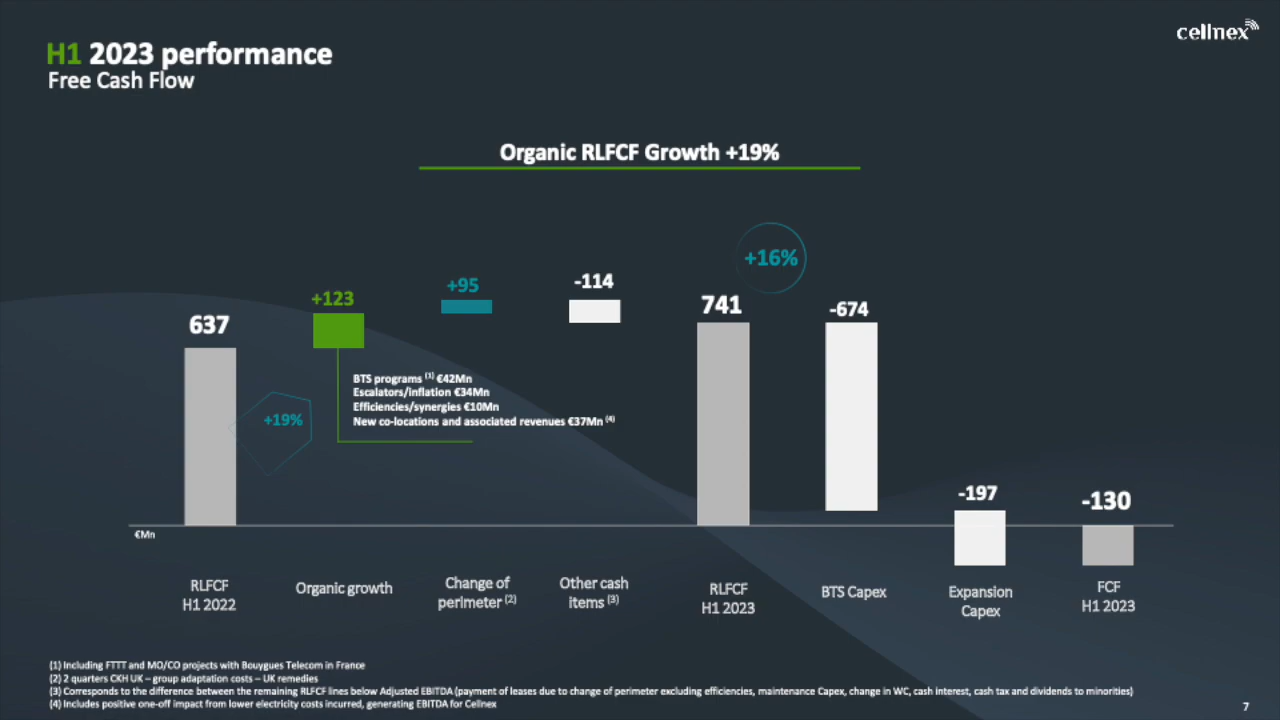 cellnex
H1 2023 performance
Free Cash Flow
Organic RLFCF Growth +19%
+16%
637
+123
+95
-114
741
-674
-197
-130
+19%
BTS programs (1) €42Mn
Escalators/inflation €34Mn
Efficiencies/synergies €10Mn
New co-locations and associated revenues €37Mn (4)
€Mn
RLFCF
H1 2022
Organic growth
Change of
perimeter (2)
Other cash
items (3)
RLFCF
H1 2023
BTS Capex
Expansion
Capex
FCF
H1 2023
(1) Including FTTT and MO/CO projects with Bouygues Telecom in France
(2) 2 quarters CKH UK – group adaptation costs – UK remedies
(3) Corresponds to the difference between the remaining RLFCF lines below Adjusted EBITDA (payment of leases due to change of perimeter excluding efficiencies, maintenance Capex, change in WC, cash interest, cash tax and dividends to minorities)
(4) Includes positive one-off impact from lower electricity costs incurred, generating EBITDA for Cellnex
7